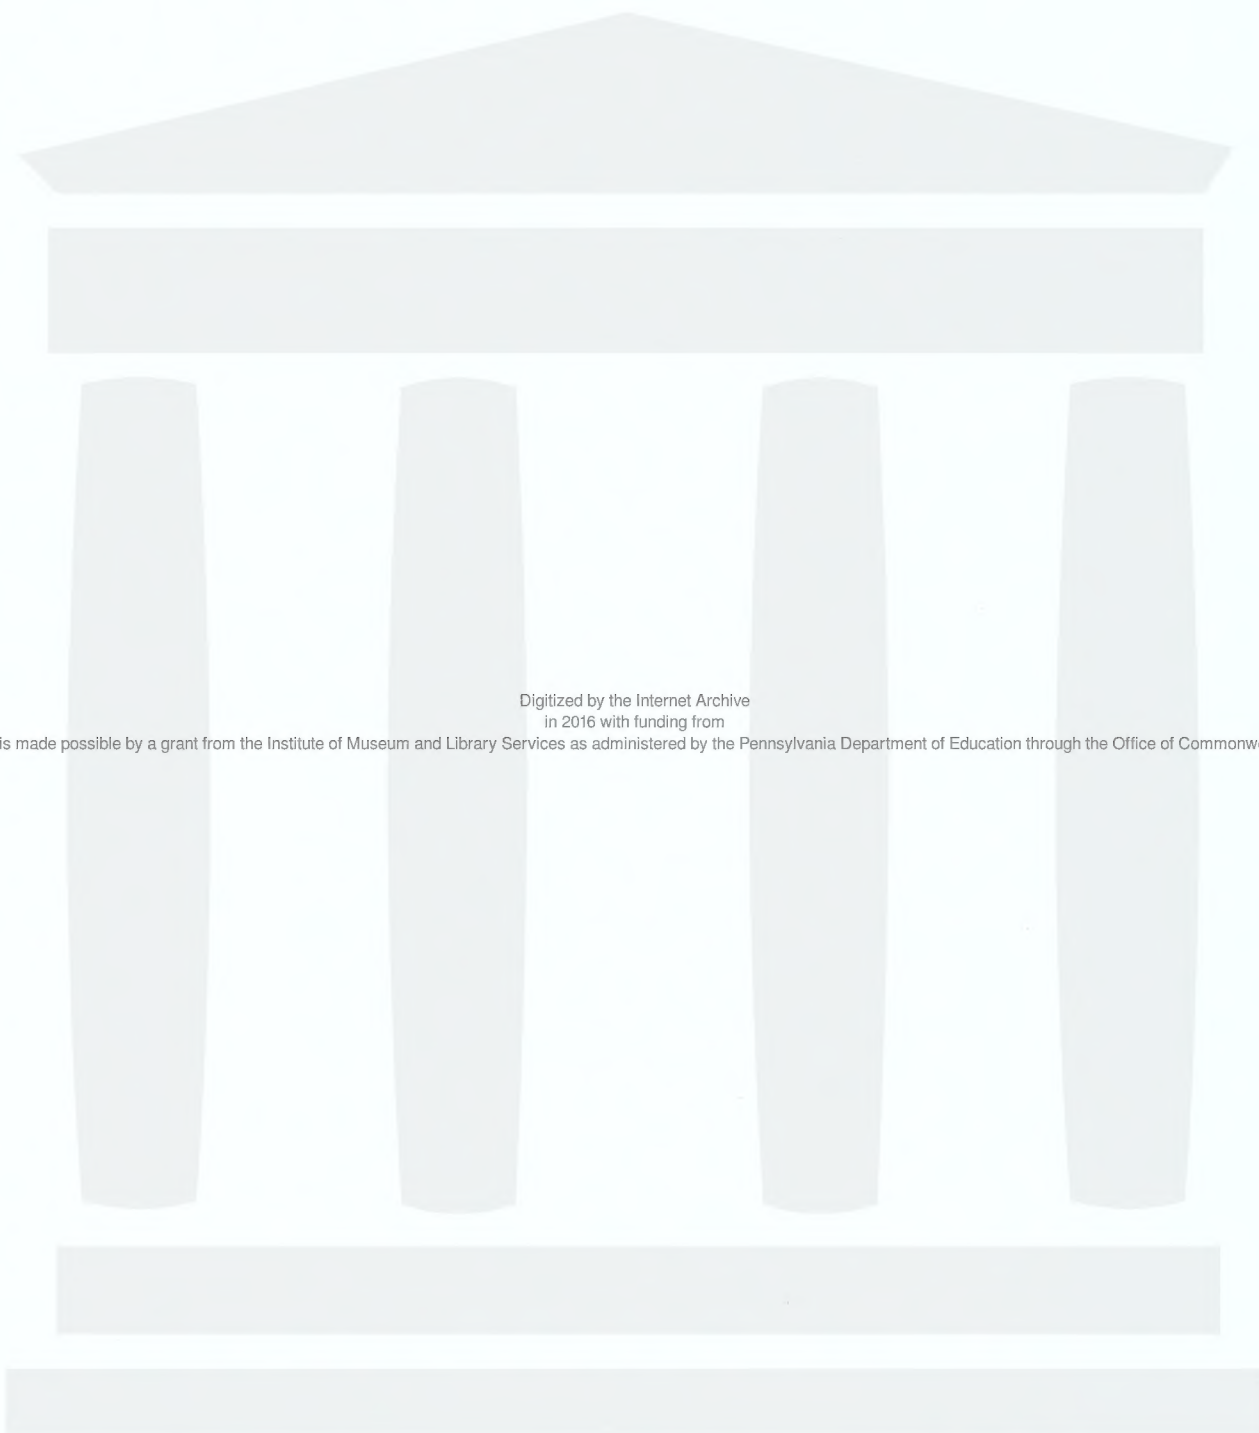 Digitized by the Internet Archive
in 2016 with funding from
is made possible by a grant from the Institute of Museum and Library Services as administered by the Pennsylvania Department of Education through the Office of